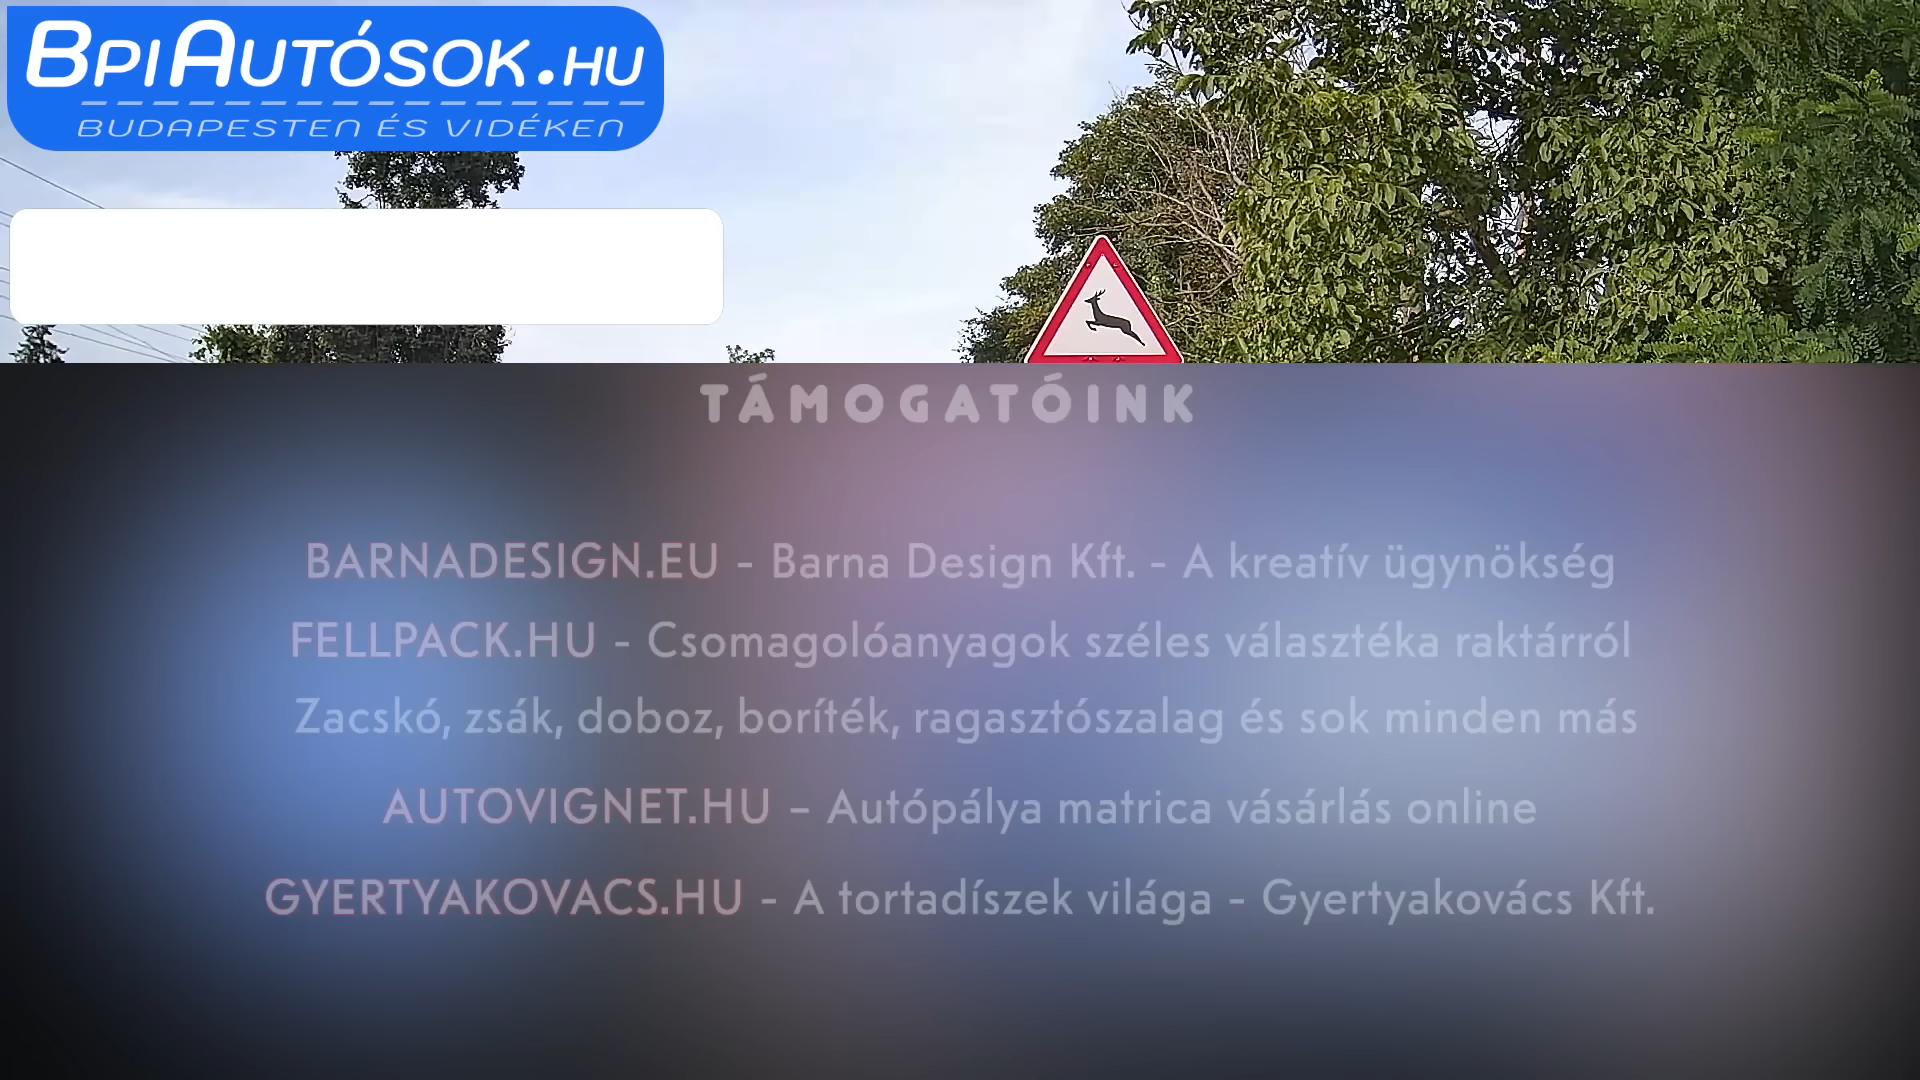 BpiAutósok.hu
BUDAPESTEN ÉS VIDÉKEN
TÁMOGATÓINK
BARNADESIGN.EU - Barna Design Kft. - A kreatív ügynökség
FELLPACK.HU - Csomagolóanyagok széles választéka raktárról
Zacskó, zsák, doboz, boríték, ragasztószalag és sok minden más
AUTOVIGNET.HU – Autópálya matrica vásárlás online
GYERTYAKOVACS.HU - A tortadíszek világa - Gyertyakovács Kft.